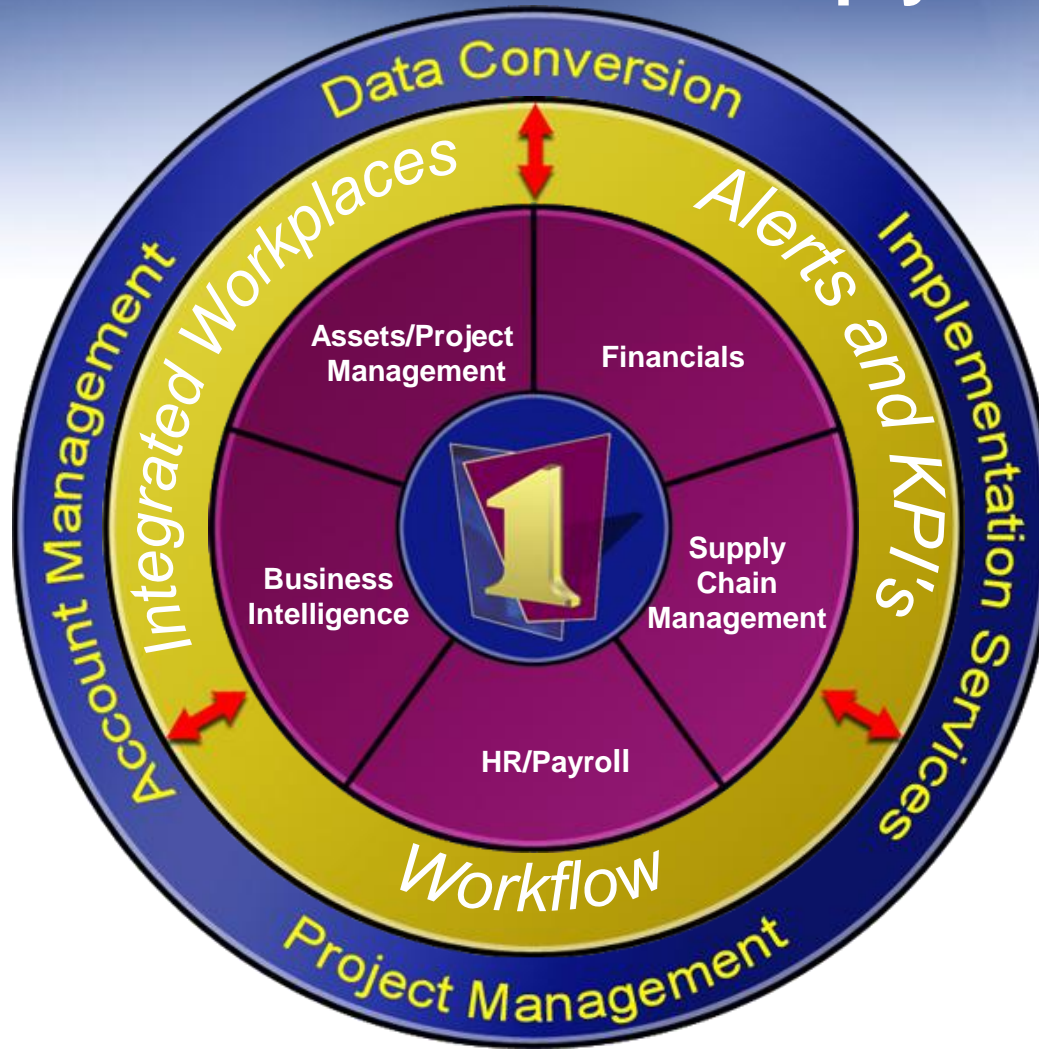 Data Conversion
Implementation Services
Project Management
Account Management
Integrated Workplaces
Alerts and KPI's
Workflow
Assets/Project
Management
Financials
Supply
Chain
Management
HR/Payroll
Business
Intelligence
1